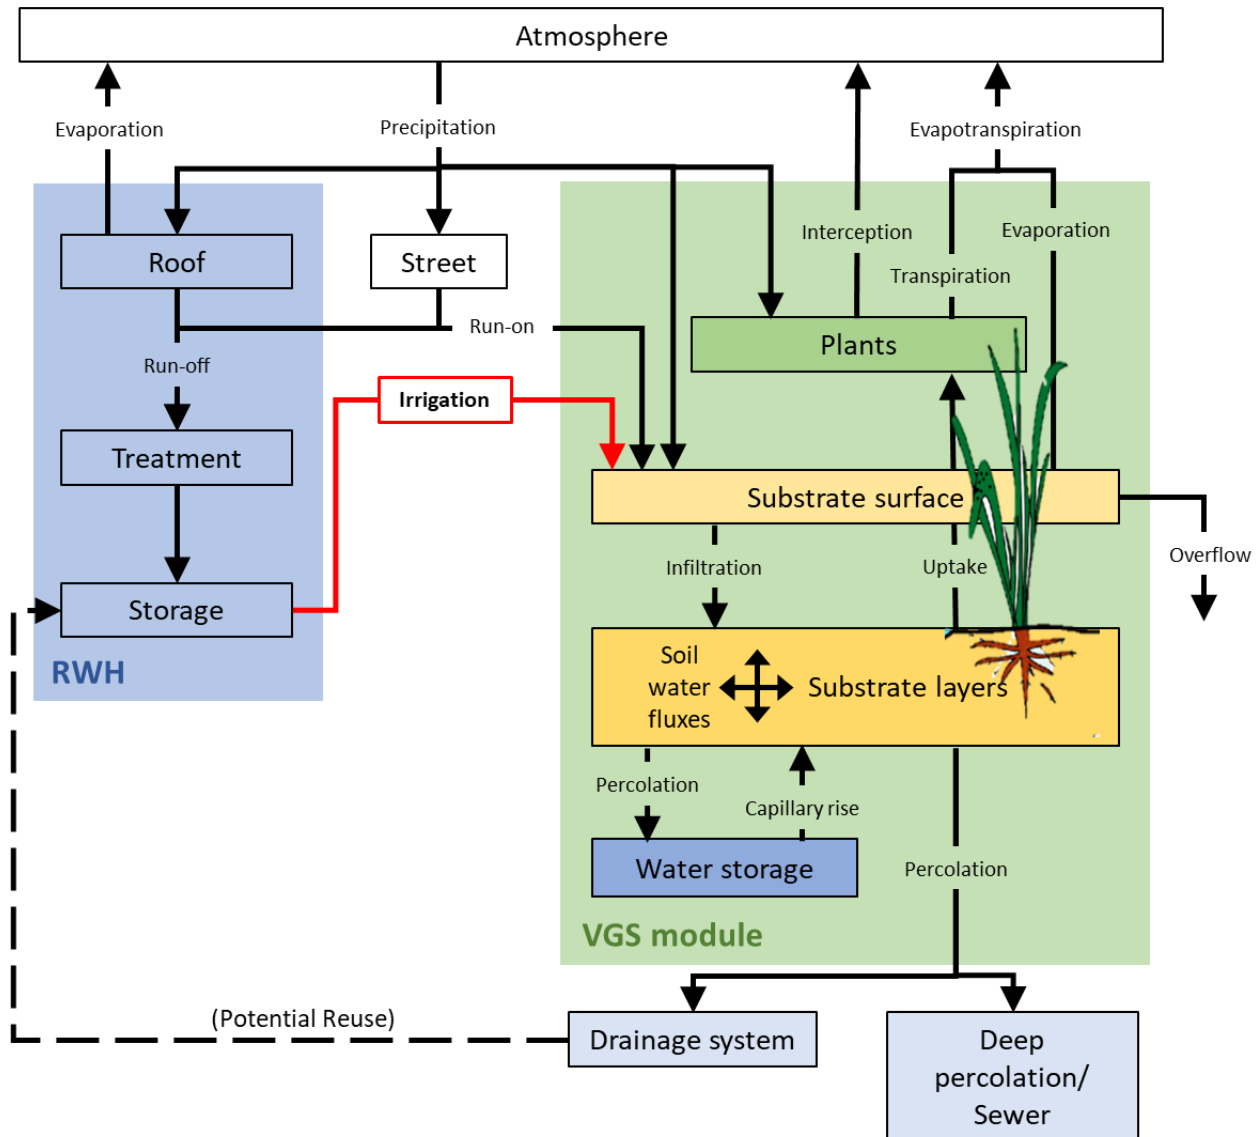 Atmosphere
Evaporation
Precipitation
Evapotranspiration
Interception
Evaporation
Roof
Street
Transpiration
Run-on
Plants
Run-off
Irrigation
Treatment
Substrate surface
Infiltration
Uptake
Overflow
Storage
RWH
Soil
water
fluxes
Substrate layers
Percolation
Capillary rise
Water storage
Percolation
VGS module
(Potential Reuse)
Drainage system
Deep
percolation/
Sewer